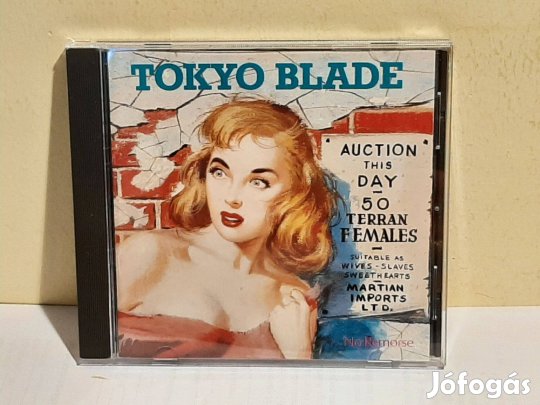 TOKYO BLADE
AUCTION
THIS
DAY
50
TERRAN
FEMALES
SUITABLE AS
WIVES - SLAVES
SWEETHEARTS
MARTIAN
IMPORTS
LTD.
No Remorse
Jófogás